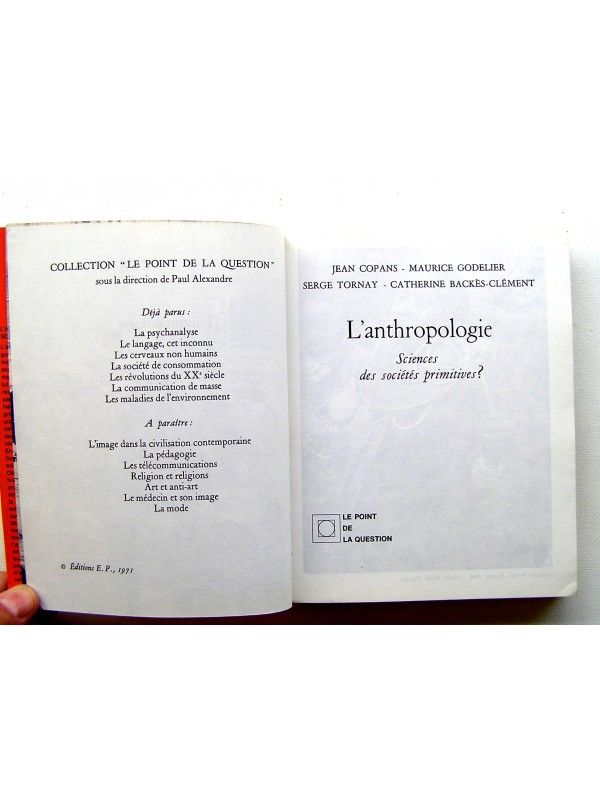 COLLECTION "LE POINT DE LA QUESTION"
sous la direction de Paul Alexandre
Déjà parus :
La psychanalyse
Le langage, cet inconnu
Les cerveaux non humains
La société de consommation
Les révolutions du XXe siècle
La communication de masse
Les maladies de l'environnement
A paraître :
L'image dans la civilisation contemporaine
La pédagogie
Les télécommunications
Religion et religions
Art et anti-art
Le médecin et son image
La mode
© Éditions E. P., 1971
JEAN COPANS - MAURICE GODELIER
SERGE TORNAY - CATHERINE BACKÈS-CLÉMENT
L'anthropologie
Sciences
des sociétés primitives?
LE POINT
DE
LA QUESTION